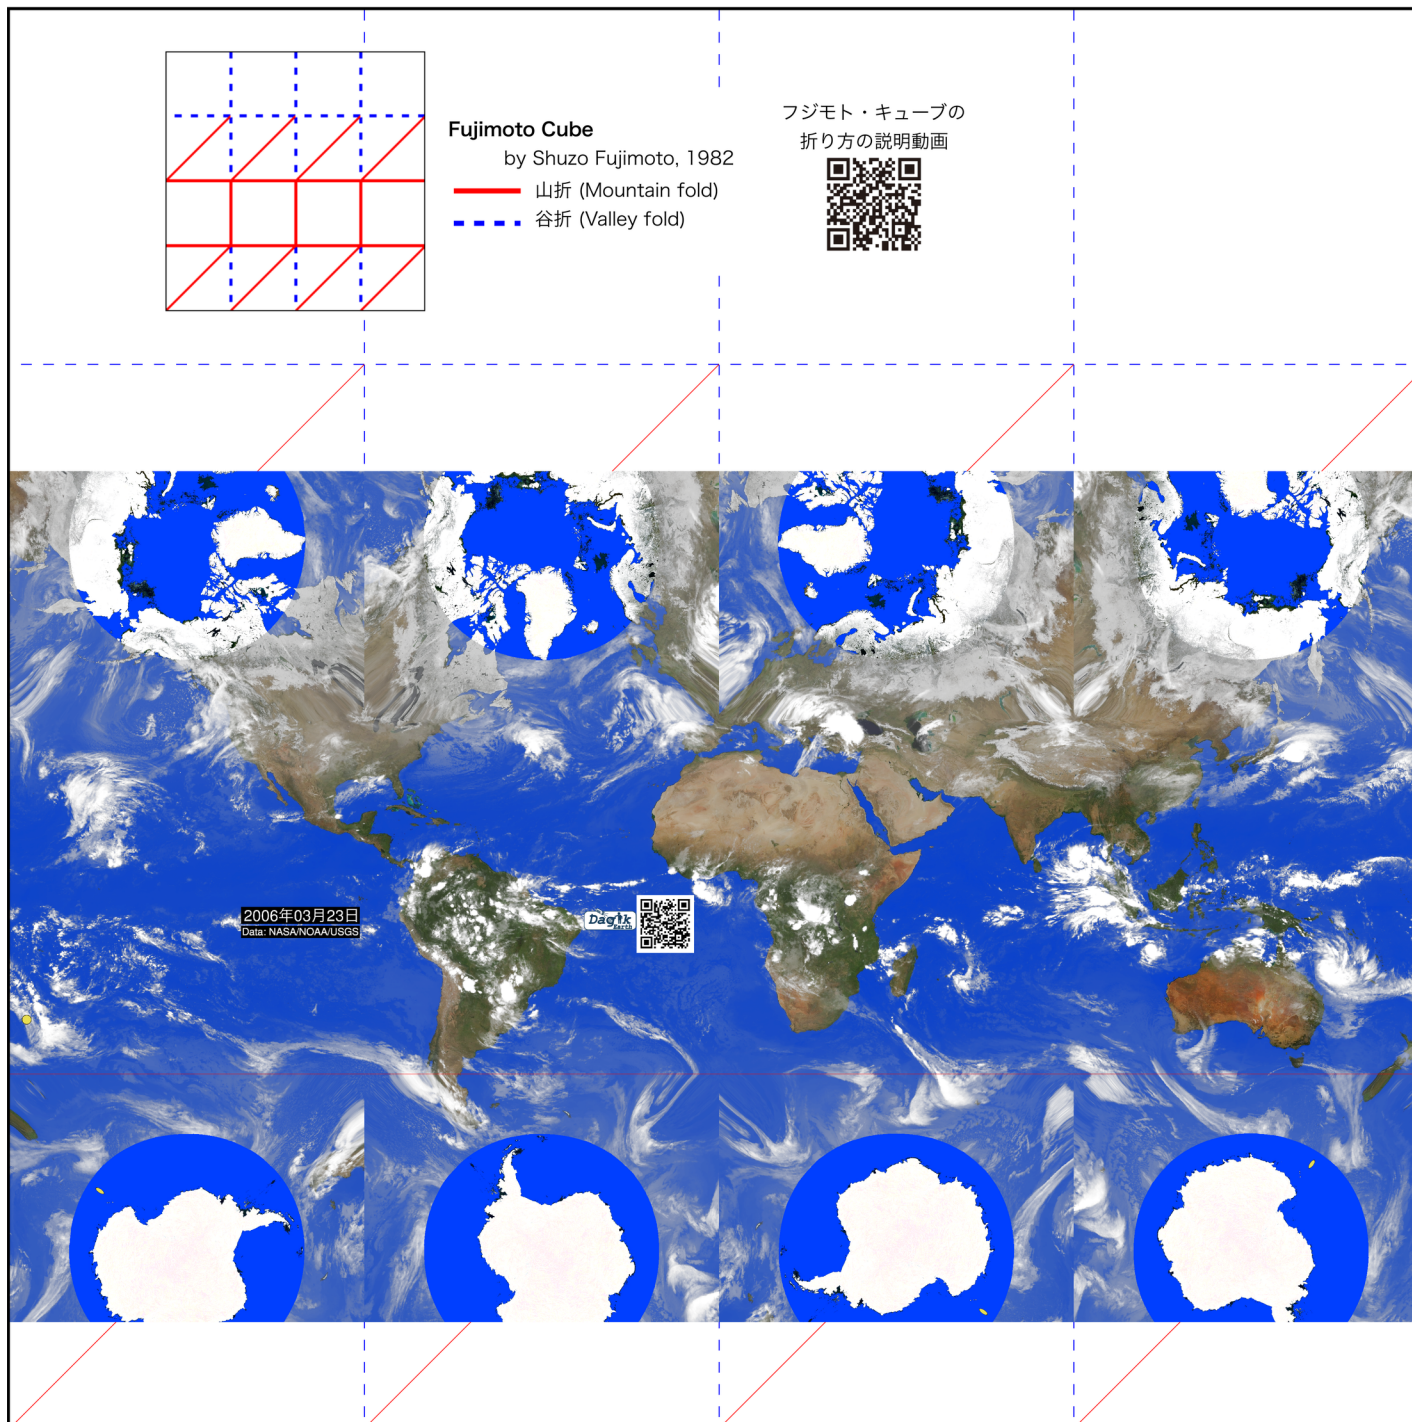 フジモト・キューブの
折り方の説明動画
Fujimoto Cube
by Shuzo Fujimoto, 1982
山折 (Mountain fold)
谷折 (Valley fold)
2006年03月23日
Data: NASA/NOAA/USGS
Dagik
Earth